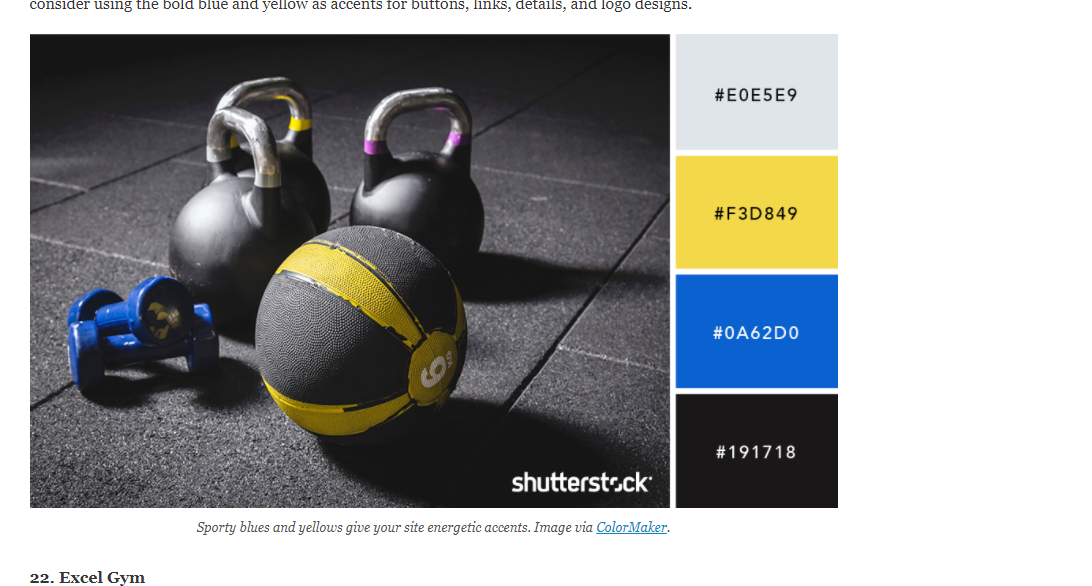 consider using the bold blue and yellow as accents for buttons, links, details, and logo designs.
#E0E5E9
#F3D849
#0A62D0
#191718
6
shutterstock
Sporty blues and yellows give your site energetic accents. Image via ColorMaker.
22. Excel Gym